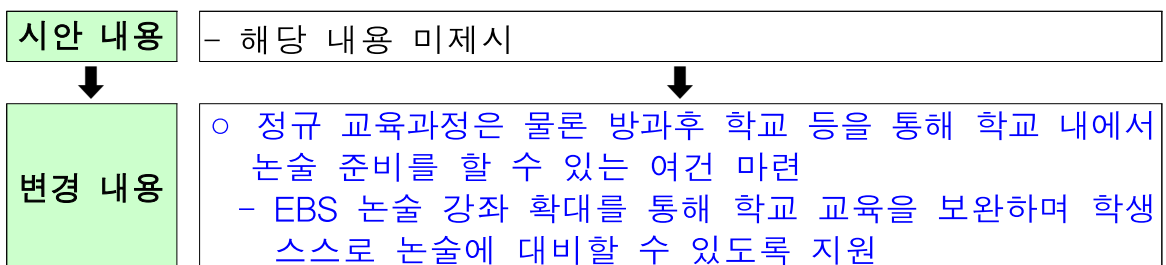 시안 내용
- 해당 내용 미제시
변경 내용
○ 정규 교육과정은 물론 방과후 학교 등을 통해 학교 내에서
논술 준비를 할 수 있는 여건 마련
- EBS 논술 강좌 확대를 통해 학교 교육을 보완하며 학생
스스로 논술에 대비할 수 있도록 지원